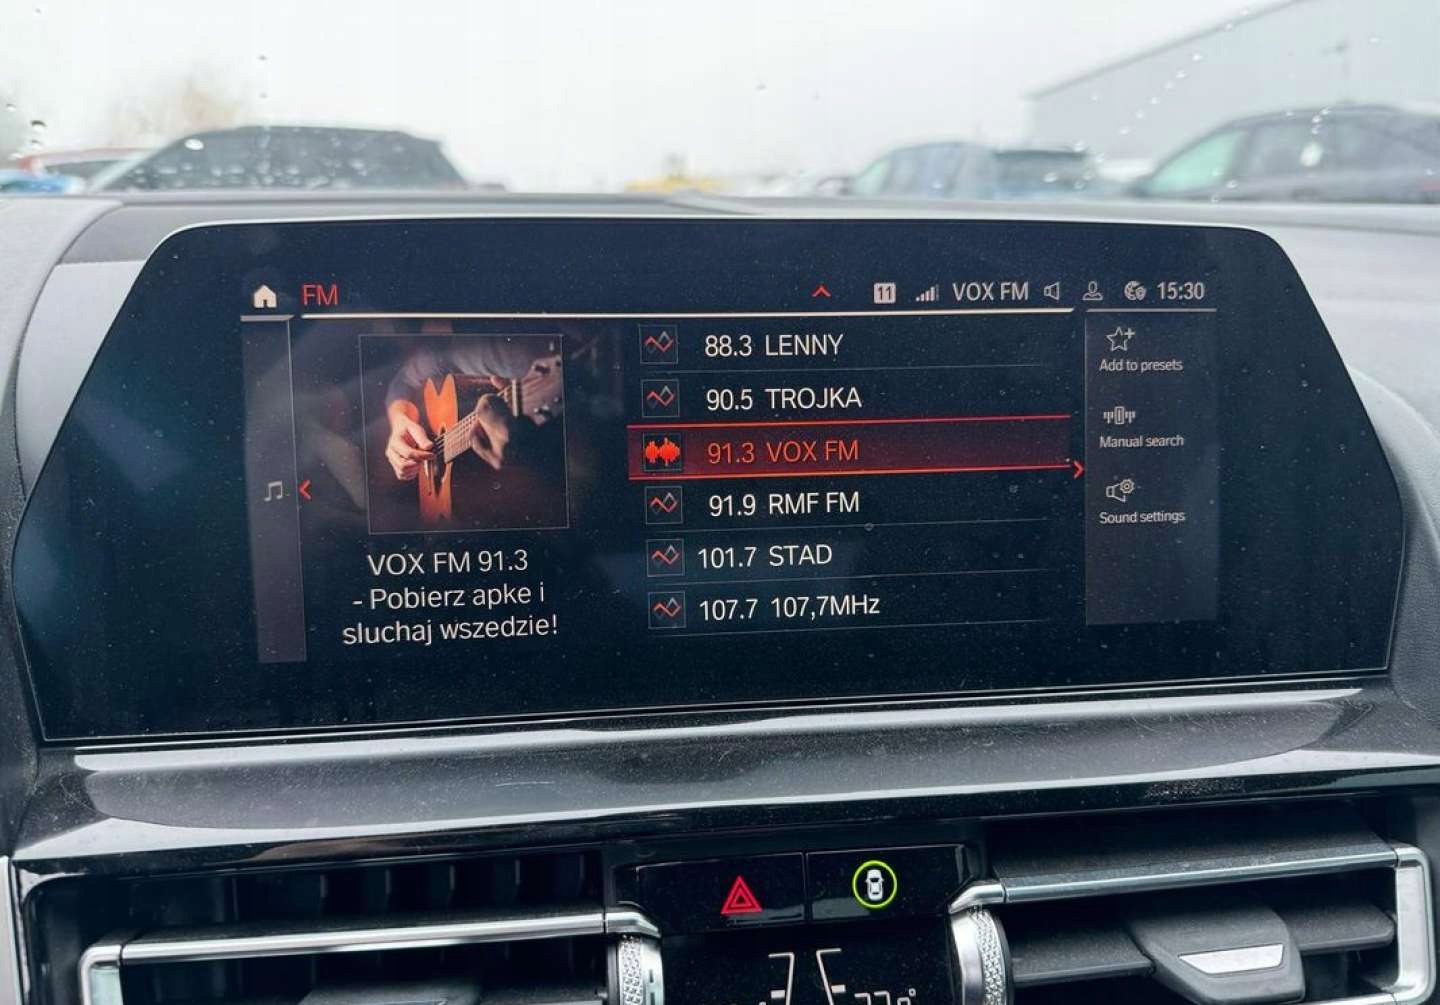 FM
11 VOX FM 15:30
88.3 LENNY
90.5 TROJKA
91.3 VOX FM
91.9 RMF FM
101.7 STAD
107.7 107,7MHz
VOX FM 91.3
- Pobierz apke i
sluchaj wszedzie!
Add to presets
Manual search
Sound settings